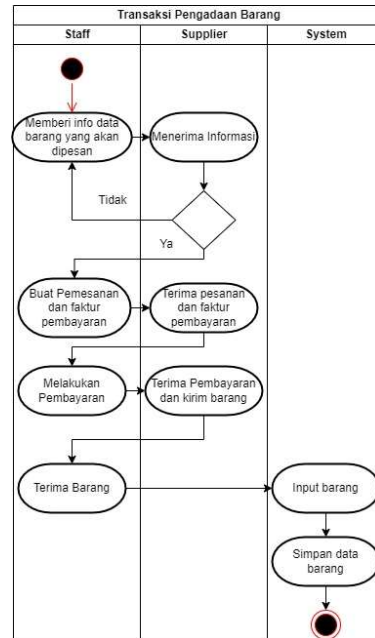 Transaksi Pengadaan Barang
Staff
Supplier
System
Memberi info data
barang yang akan
dipesan
Menerima Informasi
Tidak
Ya
Buat Pemesanan
dan faktur
pembayaran
Terima pesanan
dan faktur
pembayaran
Melakukan
Pembayaran
Terima Pembayaran
dan kirim barang
Terima Barang
Input barang
Simpan data
barang